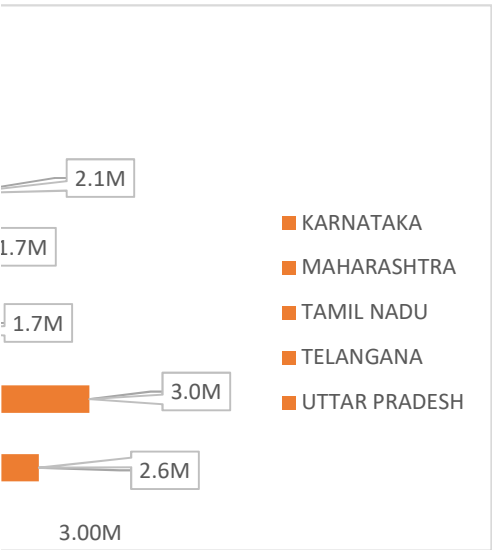 2.1M
1.7M
1.7M
3.0M
2.6M
3.00M
KARNATAKA
MAHARASHTRA
TAMIL NADU
TELANGANA
UTTAR PRADESH